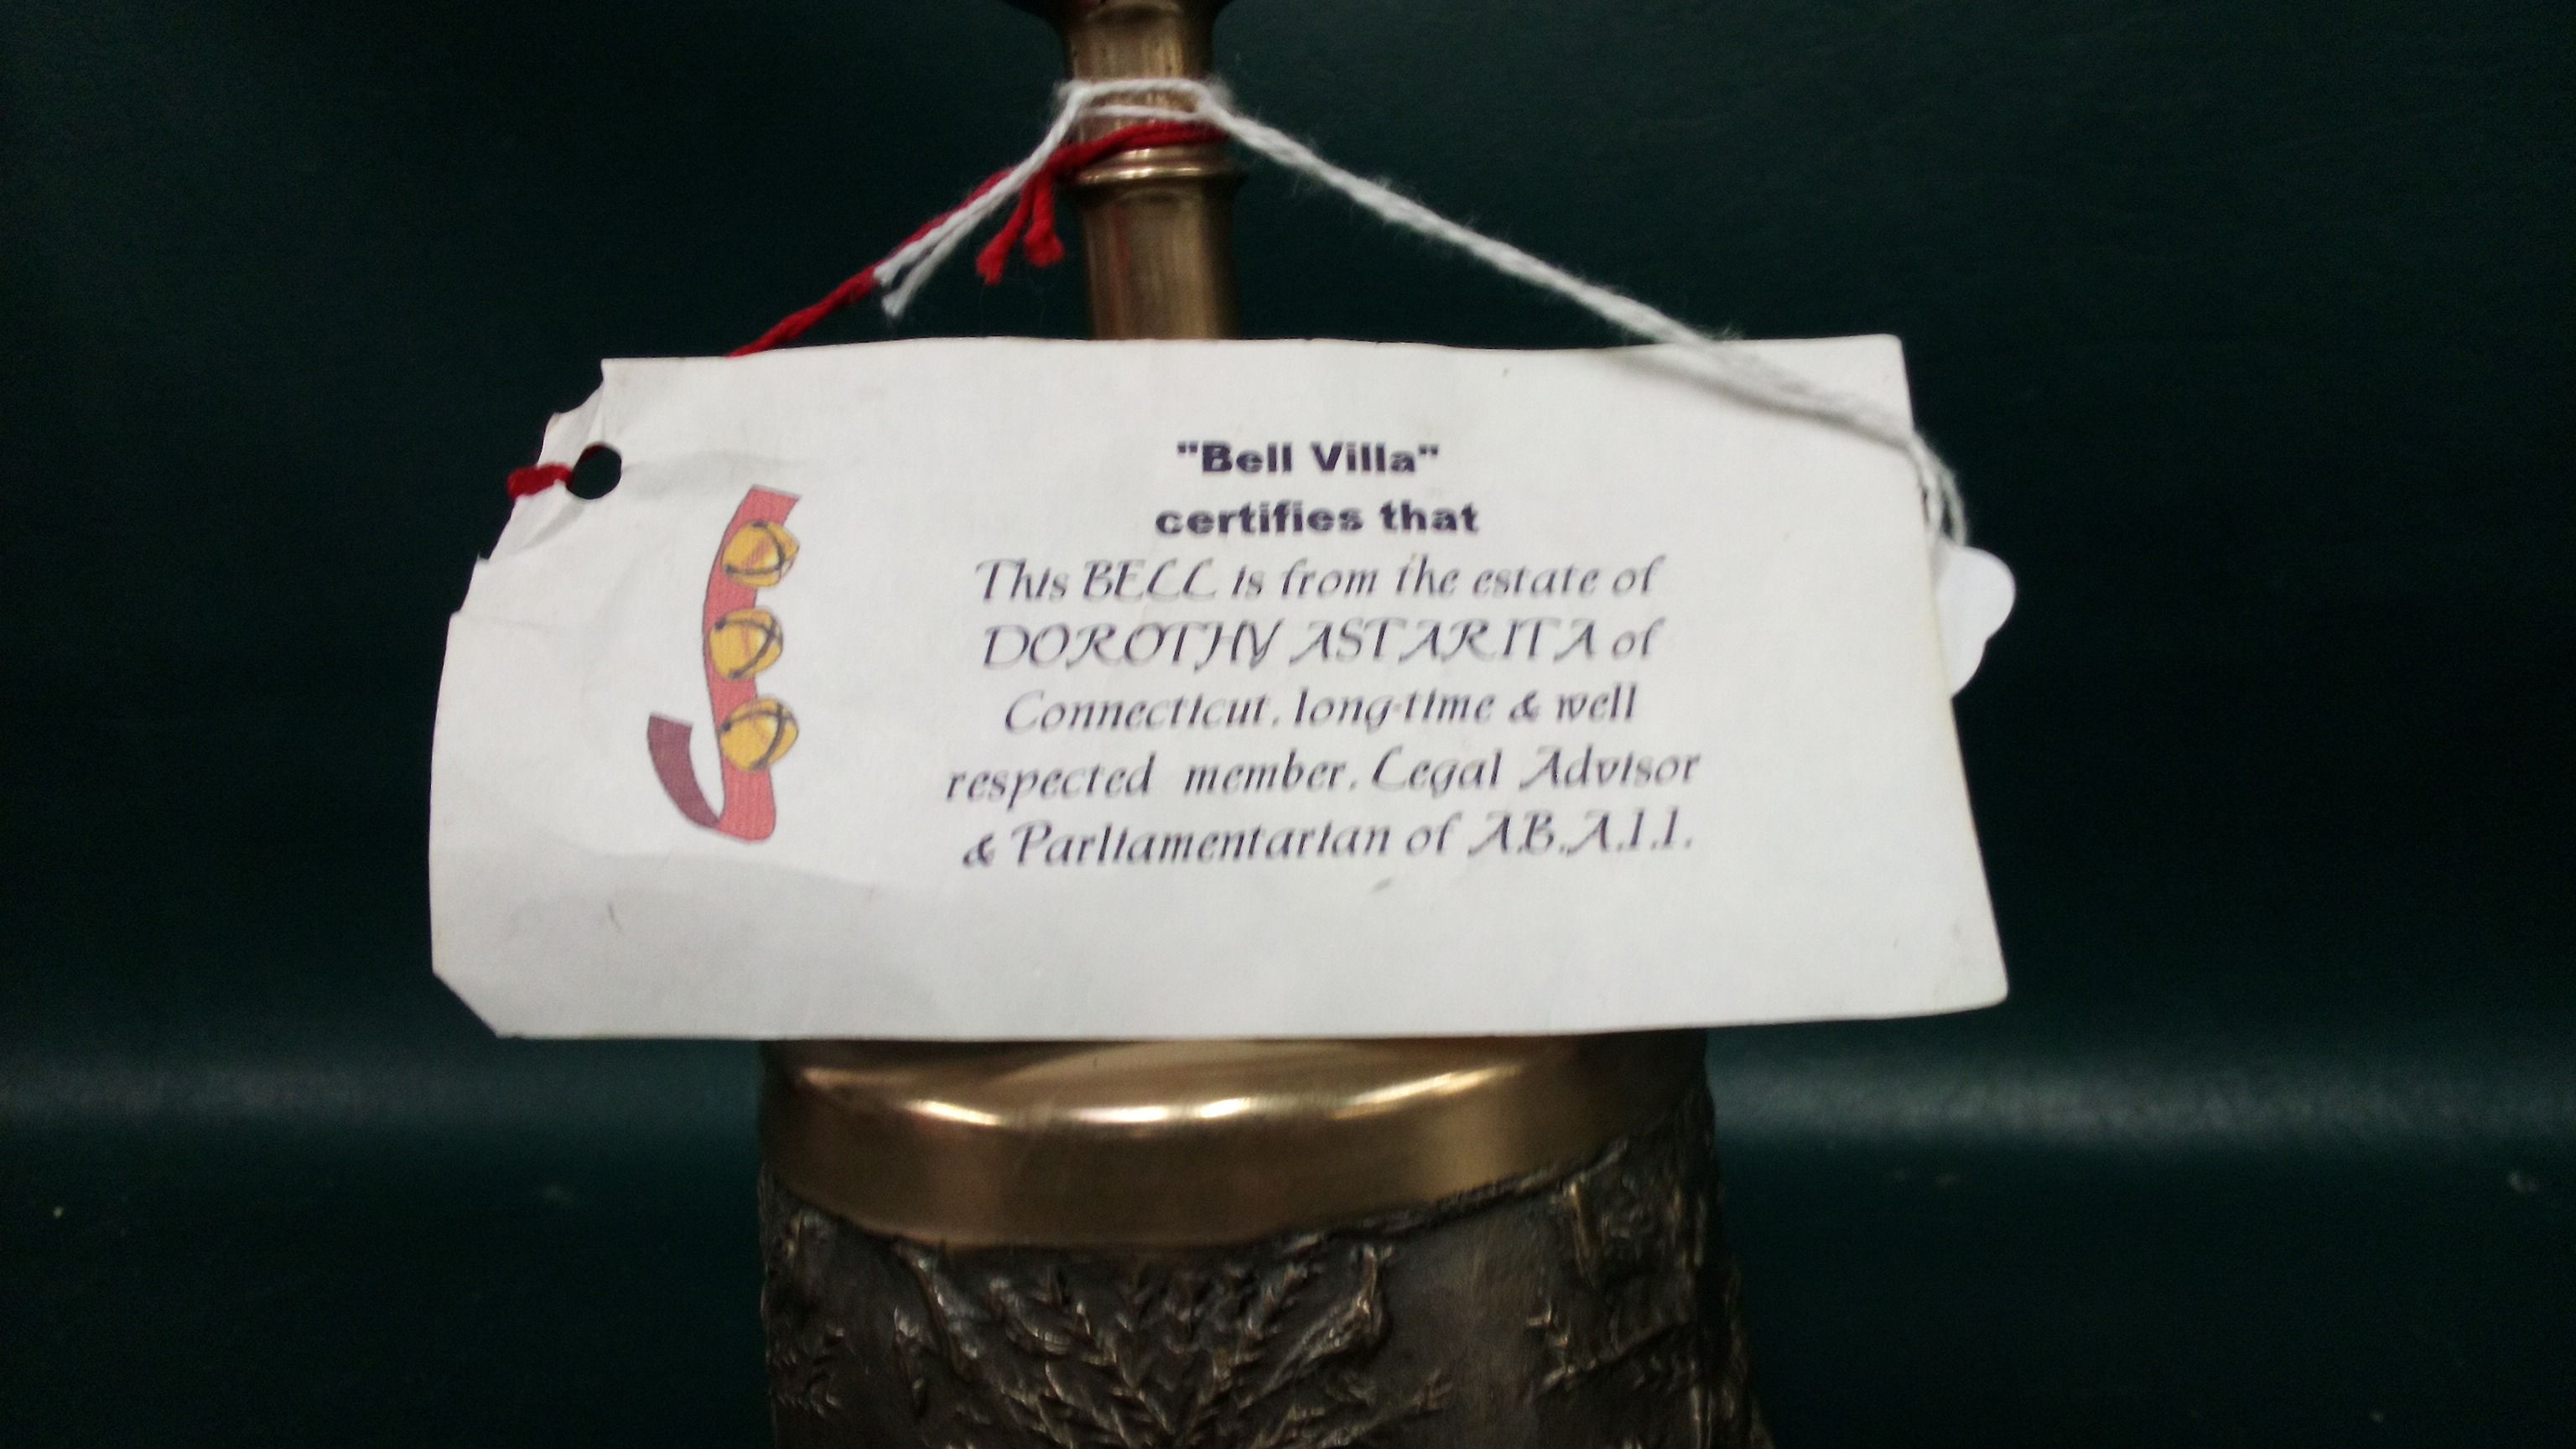 "Bell Villa"
certifies that
This BELL is from the estate of
DOROTHY ASTARITA of
Connecticut, long-time & well
respected member, Legal Advisor
& Parliamentarian of A.B.A.I.I.